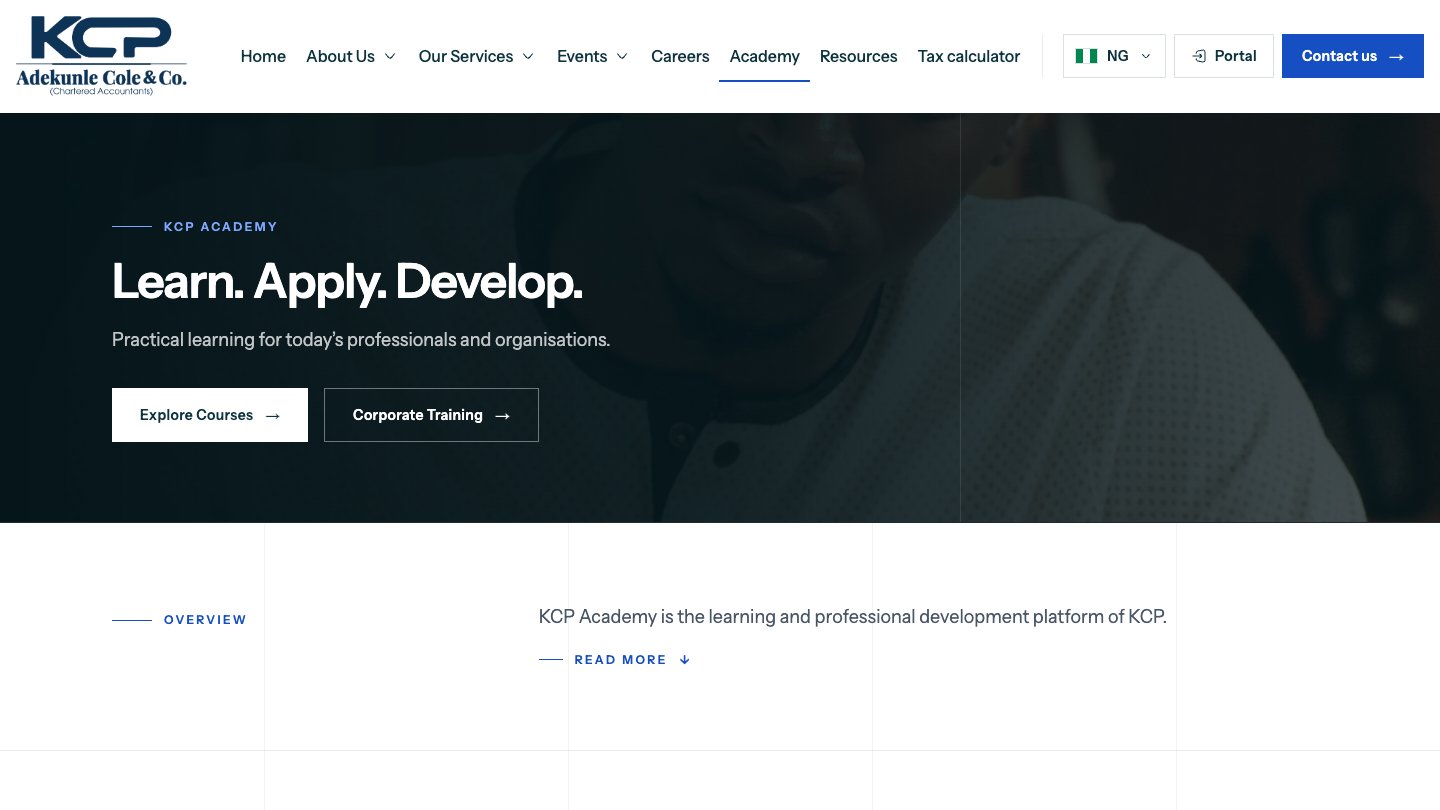 KCP
Adekunle Cole & Co.
(Chartered Accountants)
Home
About Us
Our Services
Events
Careers
Academy
Resources
Tax calculator
NG
Portal
Contact us →
KCP ACADEMY
Learn. Apply. Develop.
Practical learning for today’s professionals and organisations.
Explore Courses →
Corporate Training →
OVERVIEW
KCP Academy is the learning and professional development platform of KCP.
READ MORE ↓